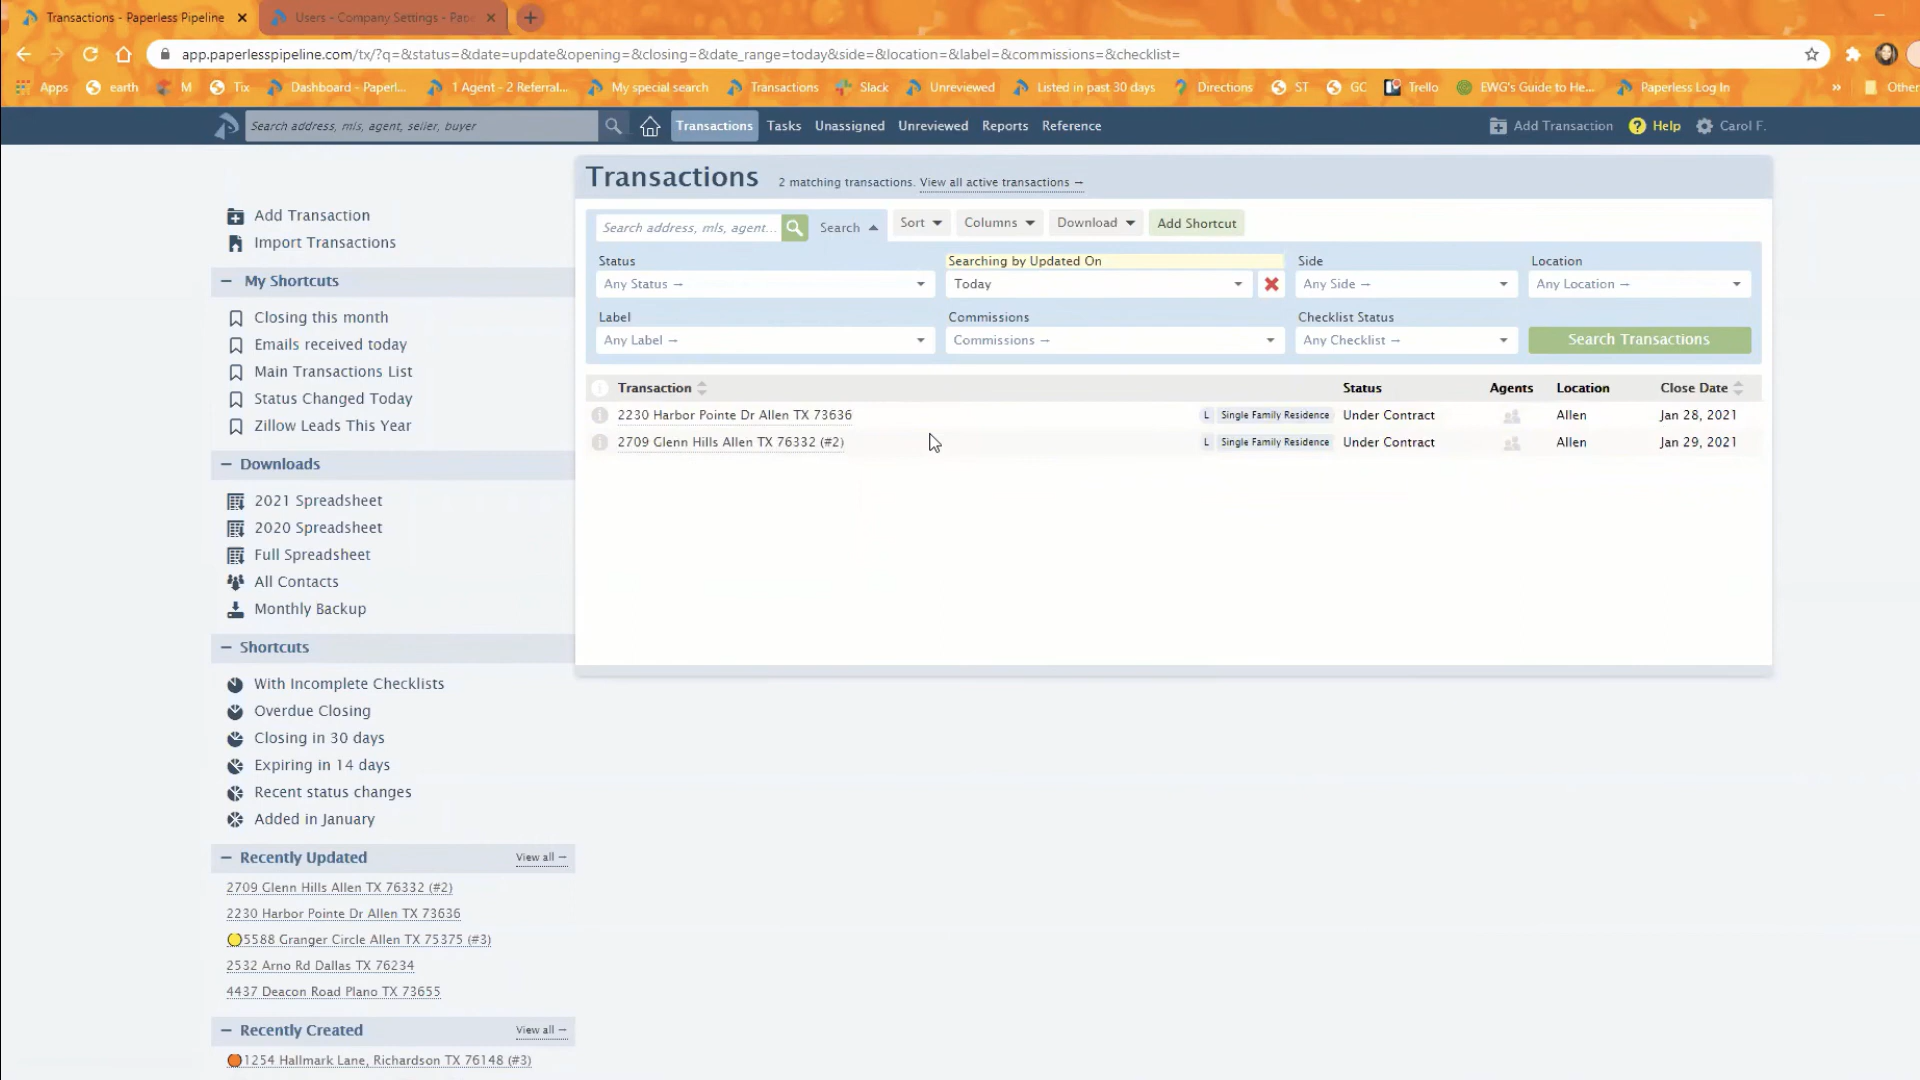 Transactions - Paperless Pipeline
Users - Company Settings - Pape
app.paperlesspipeline.com/tx/?q=&status=&date=update&opening=&closing=&date_range=today&side=&location=&label=&commissions=&checklist=
Apps
earth
M
Tix
Dashboard - Paperl...
1 Agent - 2 Referral...
My special search
Transactions
Slack
Unreviewed
Listed in past 30 days
Directions
ST
GC
Trello
EWG's Guide to He...
Paperless Log In
»
Other
Search address, mls, agent, seller, buyer
Transactions
Tasks
Unassigned
Unreviewed
Reports
Reference
Add Transaction
Help
Carol F.
Add Transaction
Import Transactions
My Shortcuts
Closing this month
Emails received today
Main Transactions List
Status Changed Today
Zillow Leads This Year
Downloads
2021 Spreadsheet
2020 Spreadsheet
Full Spreadsheet
All Contacts
Monthly Backup
Shortcuts
With Incomplete Checklists
Overdue Closing
Closing in 30 days
Expiring in 14 days
Recent status changes
Added in January
Recently Updated
View all →
2709 Glenn Hills Allen TX 76332 (#2)
2230 Harbor Pointe Dr Allen TX 73636
5588 Granger Circle Allen TX 75375 (#3)
2532 Arno Rd Dallas TX 76234
4437 Deacon Road Plano TX 73655
Recently Created
View all →
1254 Hallmark Lane, Richardson TX 76148 (#3)
Transactions
2 matching transactions. View all active transactions →
Search address, mls, agent...
Search
Sort
Columns
Download
Add Shortcut
Status
Searching by Updated On
Side
Location
Any Status →
Today
Any Side →
Any Location →
Label
Commissions
Checklist Status
Any Label →
Commissions →
Any Checklist →
Search Transactions
Transaction
Status
Agents
Location
Close Date
2230 Harbor Pointe Dr Allen TX 73636 L Single Family Residence Under Contract Allen Jan 28, 2021
2709 Glenn Hills Allen TX 76332 (#2) L Single Family Residence Under Contract Allen Jan 29, 2021